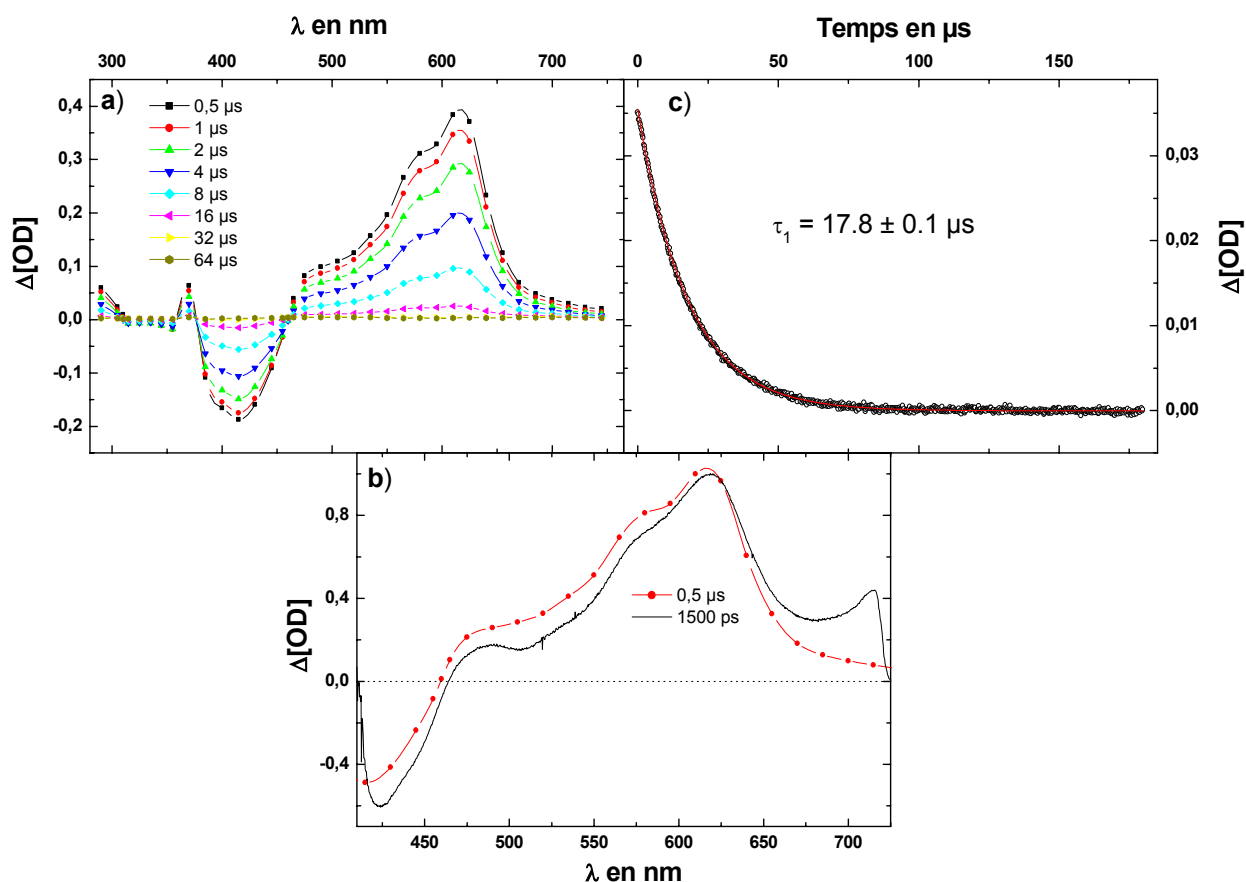 λ en nm
Temps en µs
300 400 500 600 700
0 50 100 150
a)
c)
0,5 µs
1 µs
2 µs
4 µs
8 µs
16 µs
32 µs
64 µs
0,4
0,3
0,2
0,1
0,0
-0,1
-0,2
Δ[OD]
τ1 = 17.8 ± 0.1 µs
0,03
0,02
0,01
0,00
Δ[OD]
b)
0,8
0,4
0,0
-0,4
Δ[OD]
0,5 µs
1500 ps
450 500 550 600 650 700
λ en nm